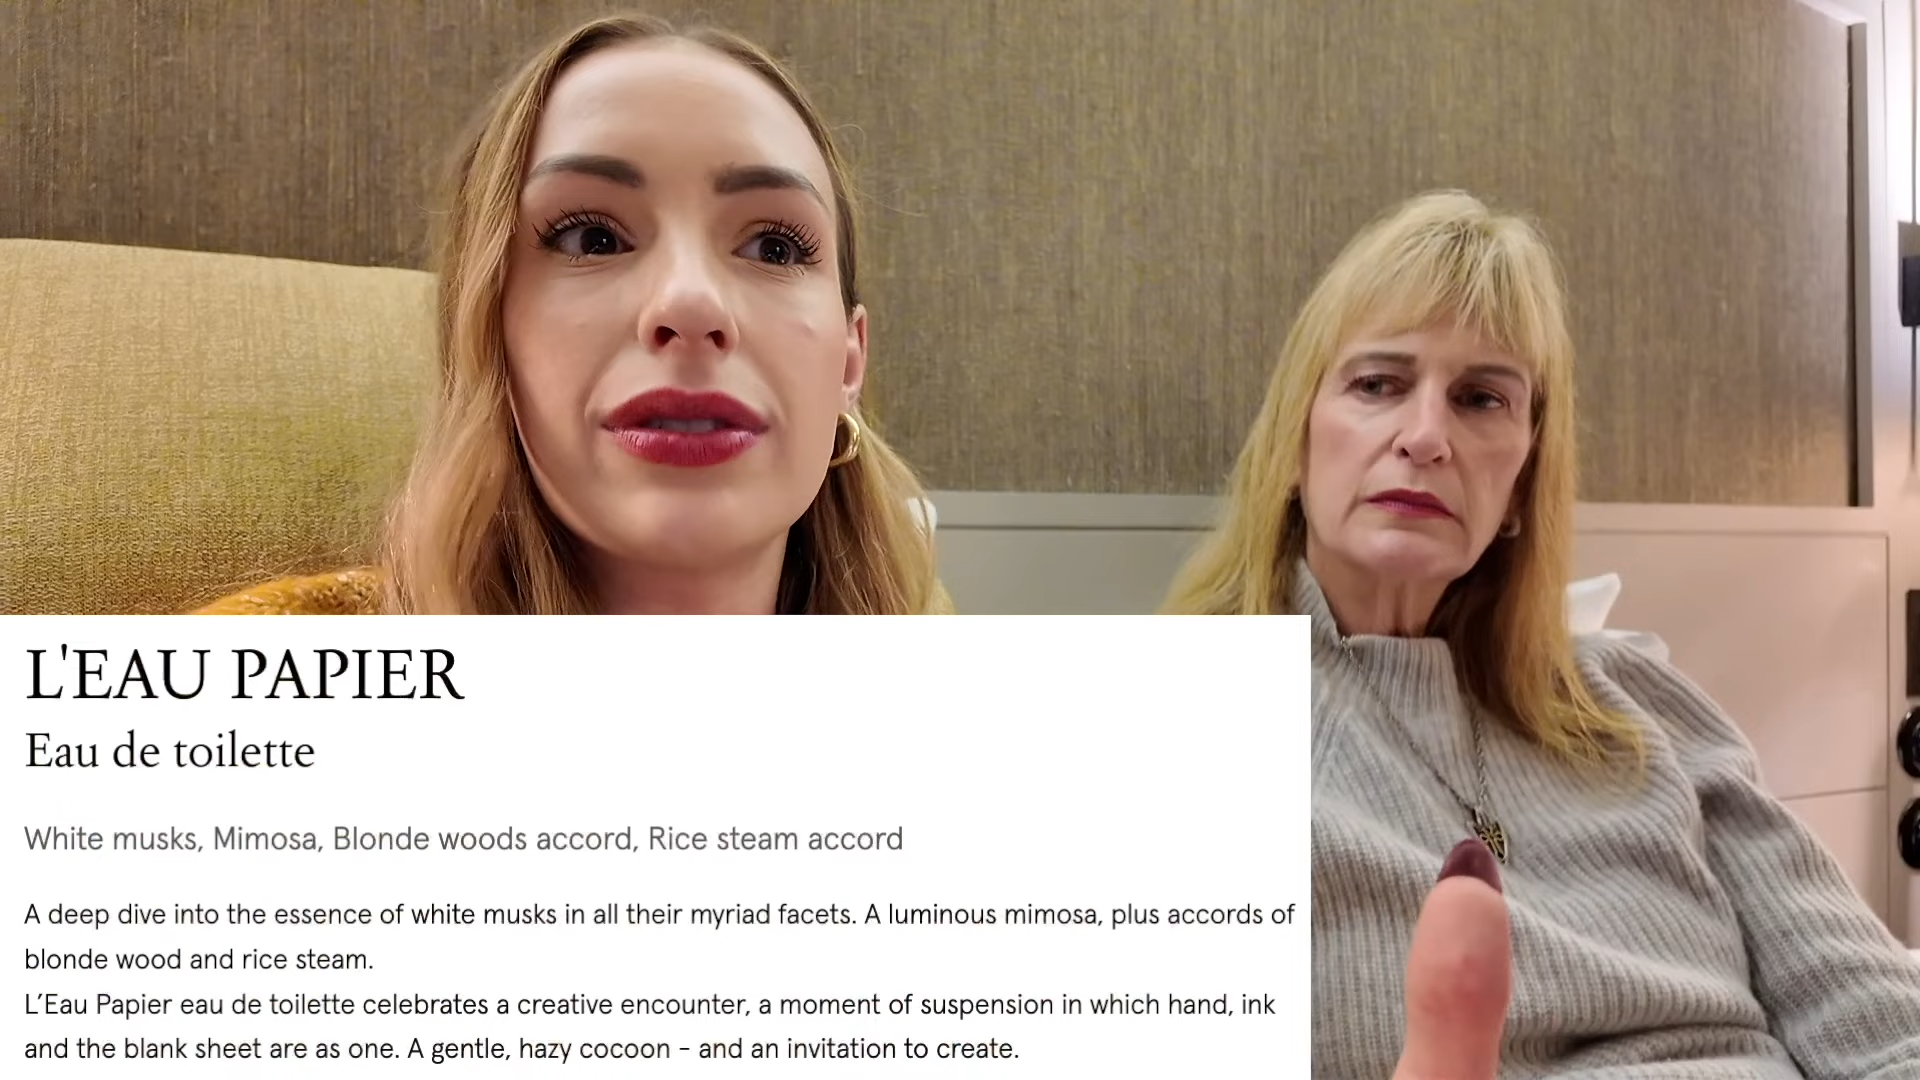 L'EAU PAPIER
Eau de toilette
White musks, Mimosa, Blonde woods accord, Rice steam accord
A deep dive into the essence of white musks in all their myriad facets. A luminous mimosa, plus accords of
blonde wood and rice steam.
L’Eau Papier eau de toilette celebrates a creative encounter, a moment of suspension in which hand, ink
and the blank sheet are as one. A gentle, hazy cocoon - and an invitation to create.